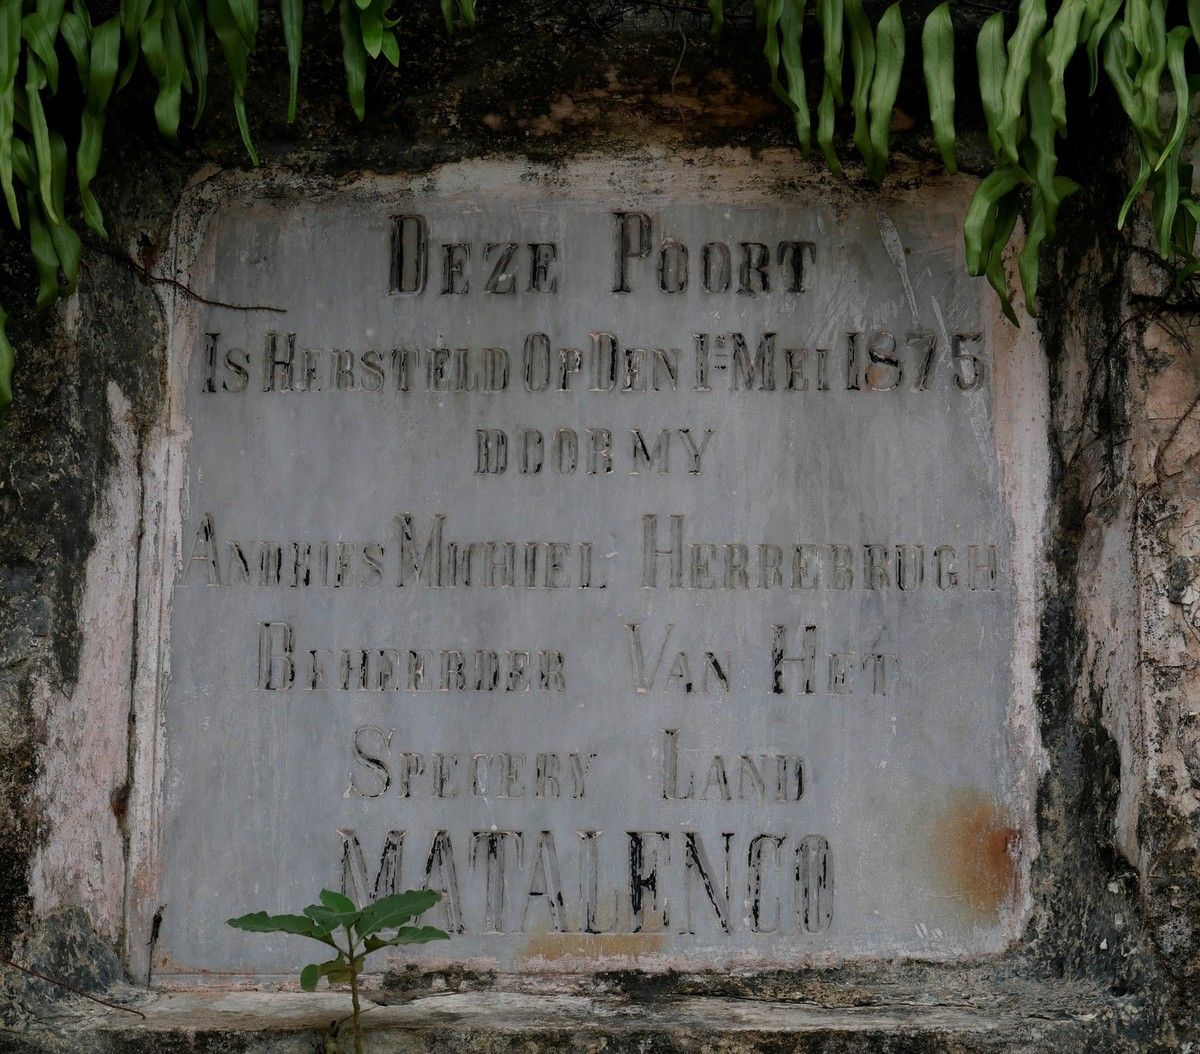 DEZE POORT
IS HERSTELD OP DEN 1E MEI 1875
DOOR MY
ANDRIES MICHIEL HERREBRUGH
BEHEERDER VAN HET
SPECERY LAND
MATALENCO